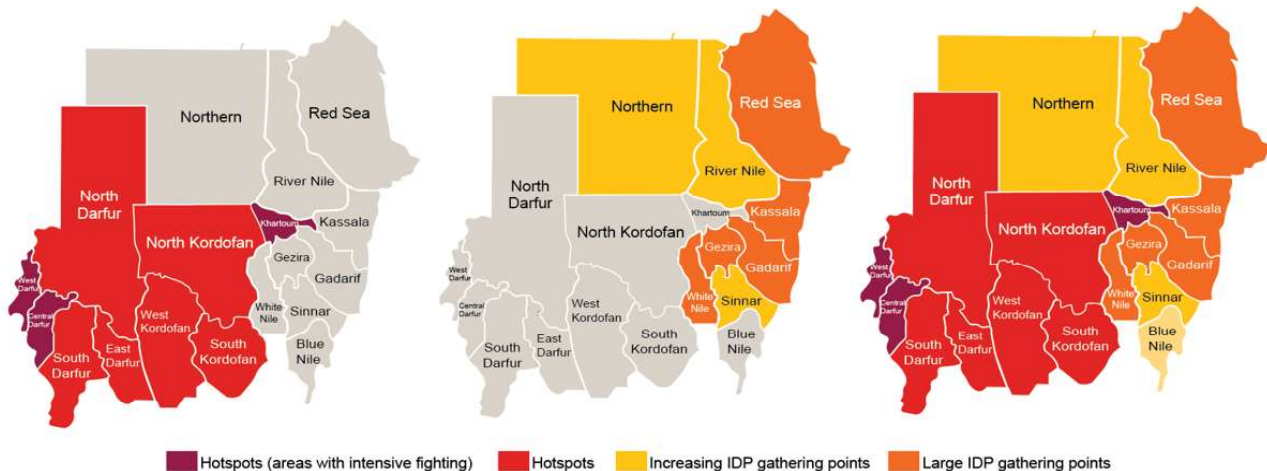 Northern
Red Sea
River Nile
North
Darfur
Khartoum
Kassala
North Kordofan
Gezira
Gadarif
West
Darfur
Central
Darfur
White
Nile
Sinnar
West
Kordofan
South
Kordofan
East
Darfur
South
Darfur
Blue
Nile
Northern
Red Sea
River Nile
North
Darfur
Khartoum
Kassala
North Kordofan
Gezira
Gadarif
West
Darfur
Central
Darfur
White
Nile
Sinnar
West
Kordofan
South
Kordofan
East
Darfur
South
Darfur
Blue
Nile
Northern
Red Sea
River Nile
North
Darfur
Khartoum
Kassala
North Kordofan
Gezira
Gadarif
West
Darfur
Central
Darfur
White
Nile
Sinnar
West
Kordofan
South
Kordofan
East
Darfur
South
Darfur
Blue
Nile
Hotspots (areas with intensive fighting)
Hotspots
Increasing IDP gathering points
Large IDP gathering points